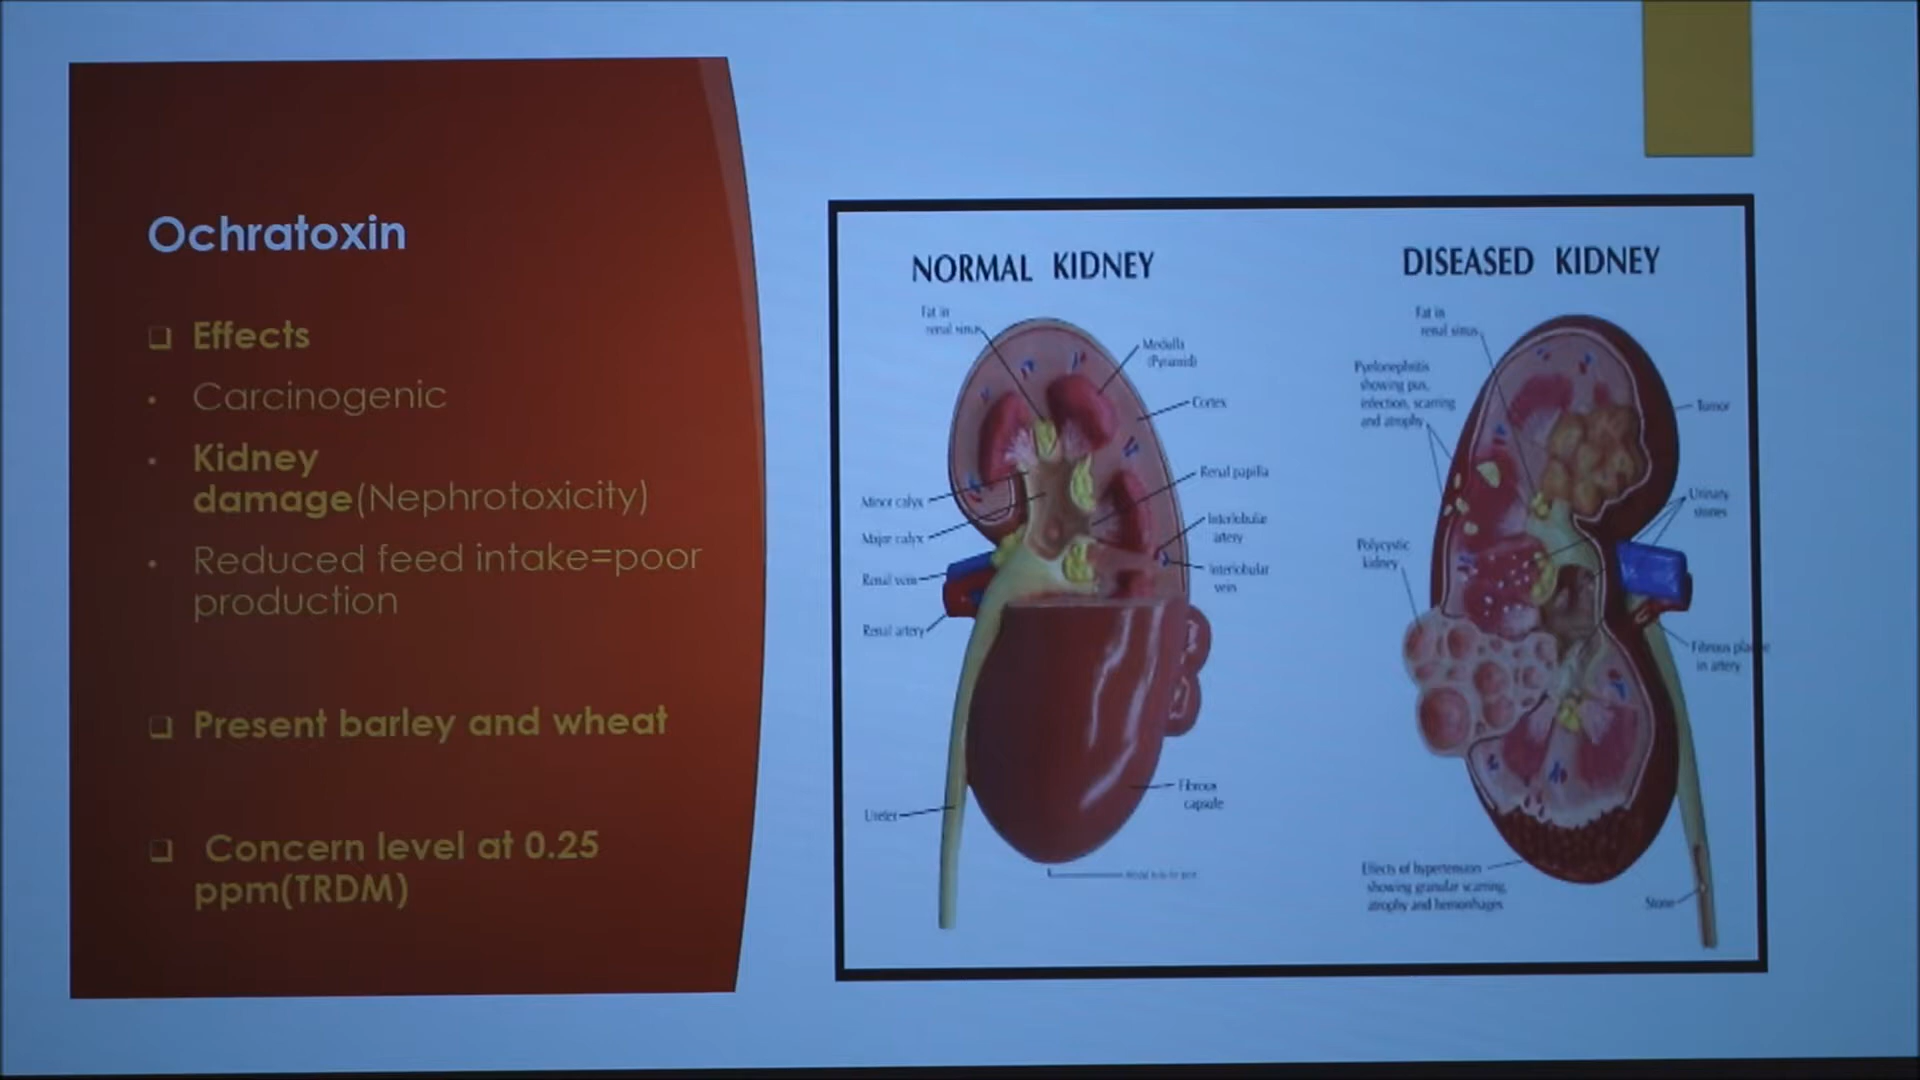 Ochratoxin
Effects
Carcinogenic
Kidney
damage(Nephrotoxicity)
Reduced feed intake=poor
production
Present barley and wheat
Concern level at 0.25
ppm(TRDM)
NORMAL KIDNEY
Fat in
renal sinus
Medulla
(Pyramid)
Cortex
Renal papilla
Minor calyx
Interlobular
artery
Major calyx
Interlobular
vein
Renal vein
Renal artery
Fibrous
capsule
Ureter
DISEASED KIDNEY
Fat in
renal sinus
Pyelonephritis
showing pus,
infection, scarring
and atrophy
Tumor
Urinary
stones
Polycystic
kidney
Fibrous plaque
in artery
Effects of hypertension
showing granular scarring,
atrophy and hemorrhages
Stone